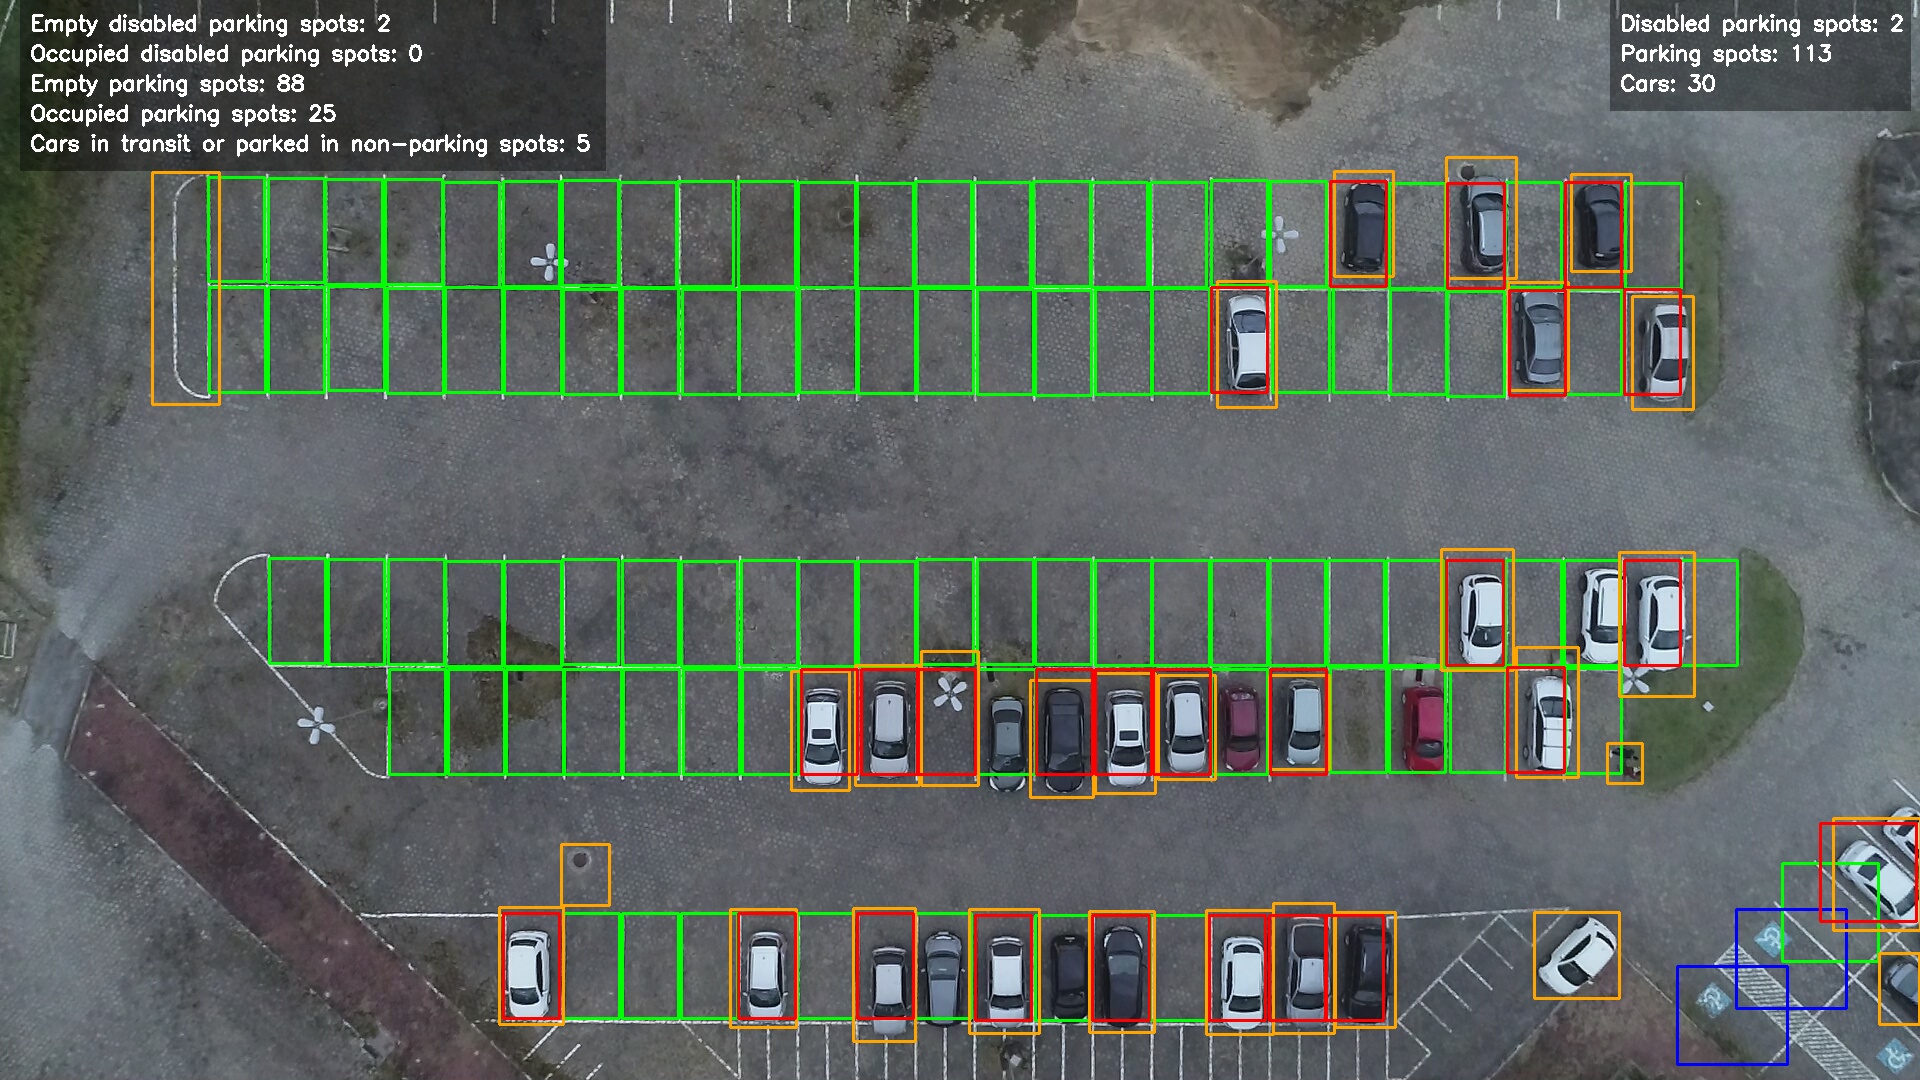 Empty disabled parking spots: 2
Occupied disabled parking spots: 0
Empty parking spots: 88
Occupied parking spots: 25
Cars in transit or parked in non-parking spots: 5
Disabled parking spots: 2
Parking spots: 113
Cars: 30